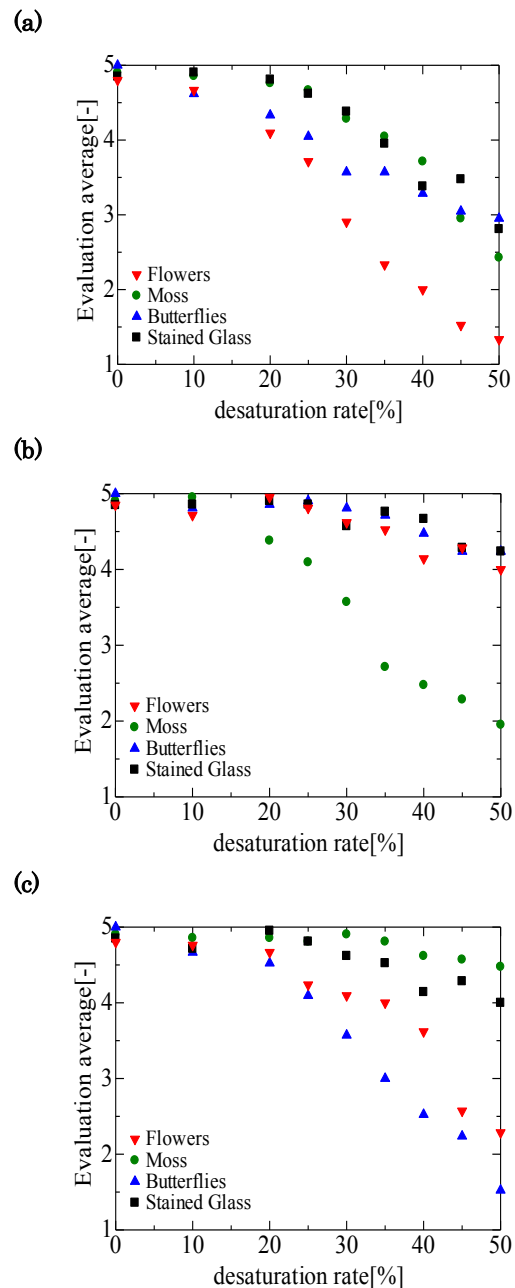 (a)
5
4
3
2
1
Evaluation average[-]
Flowers
Moss
Butterflies
Stained Glass
0 10 20 30 40 50
desaturation rate[%]
(b)
5
4
3
2
1
Evaluation average[-]
Flowers
Moss
Butterflies
Stained Glass
0 10 20 30 40 50
desaturation rate[%]
(c)
5
4
3
2
1
Evaluation average[-]
Flowers
Moss
Butterflies
Stained Glass
0 10 20 30 40 50
desaturation rate[%]